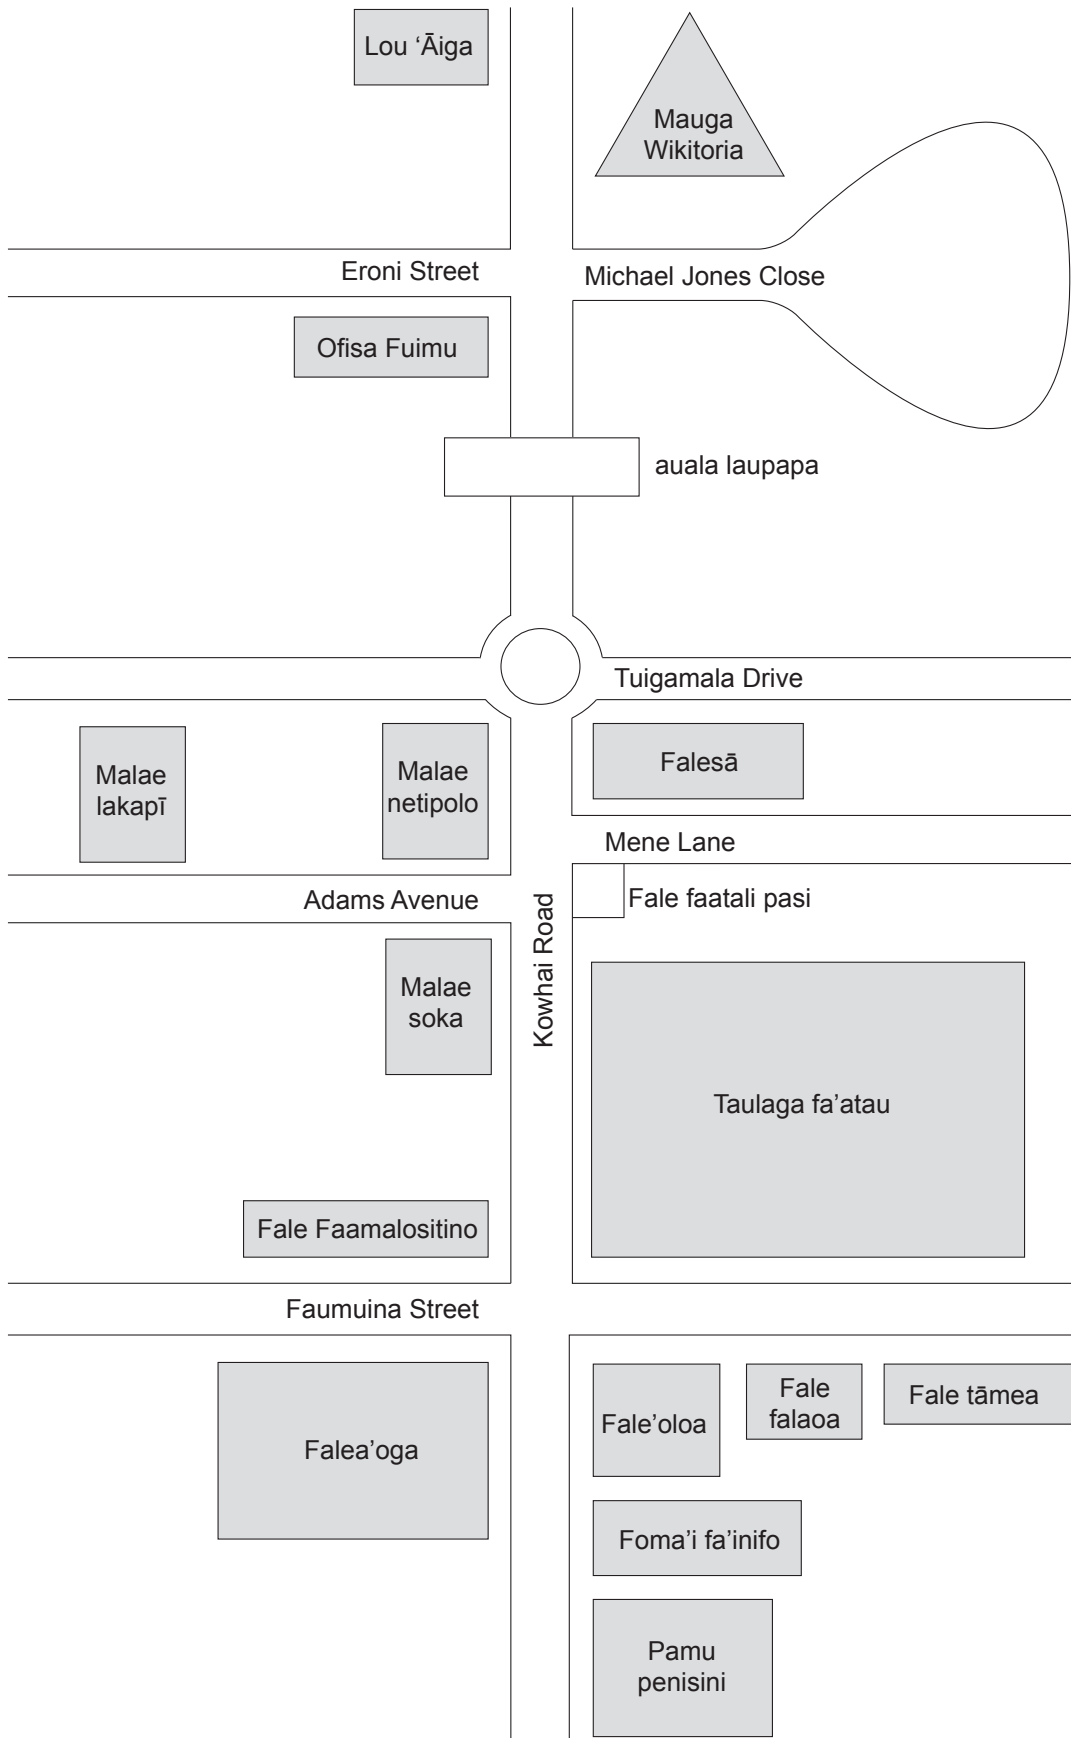 Lou ‘Āiga
Mauga
Wikitoria
Eroni Street
Michael Jones Close
Ofisa Fuimu
auala laupapa
Tuigamala Drive
Malae
lakapī
Malae
netipolo
Falesā
Mene Lane
Adams Avenue
Fale faatali pasi
Kowhai Road
Malae
soka
Taulaga fa’atau
Fale Faamalositino
Faumuina Street
Falea’oga
Fale’oloa
Fale
falaoa
Fale tāmea
Foma’i fa’inifo
Pamu
penisini